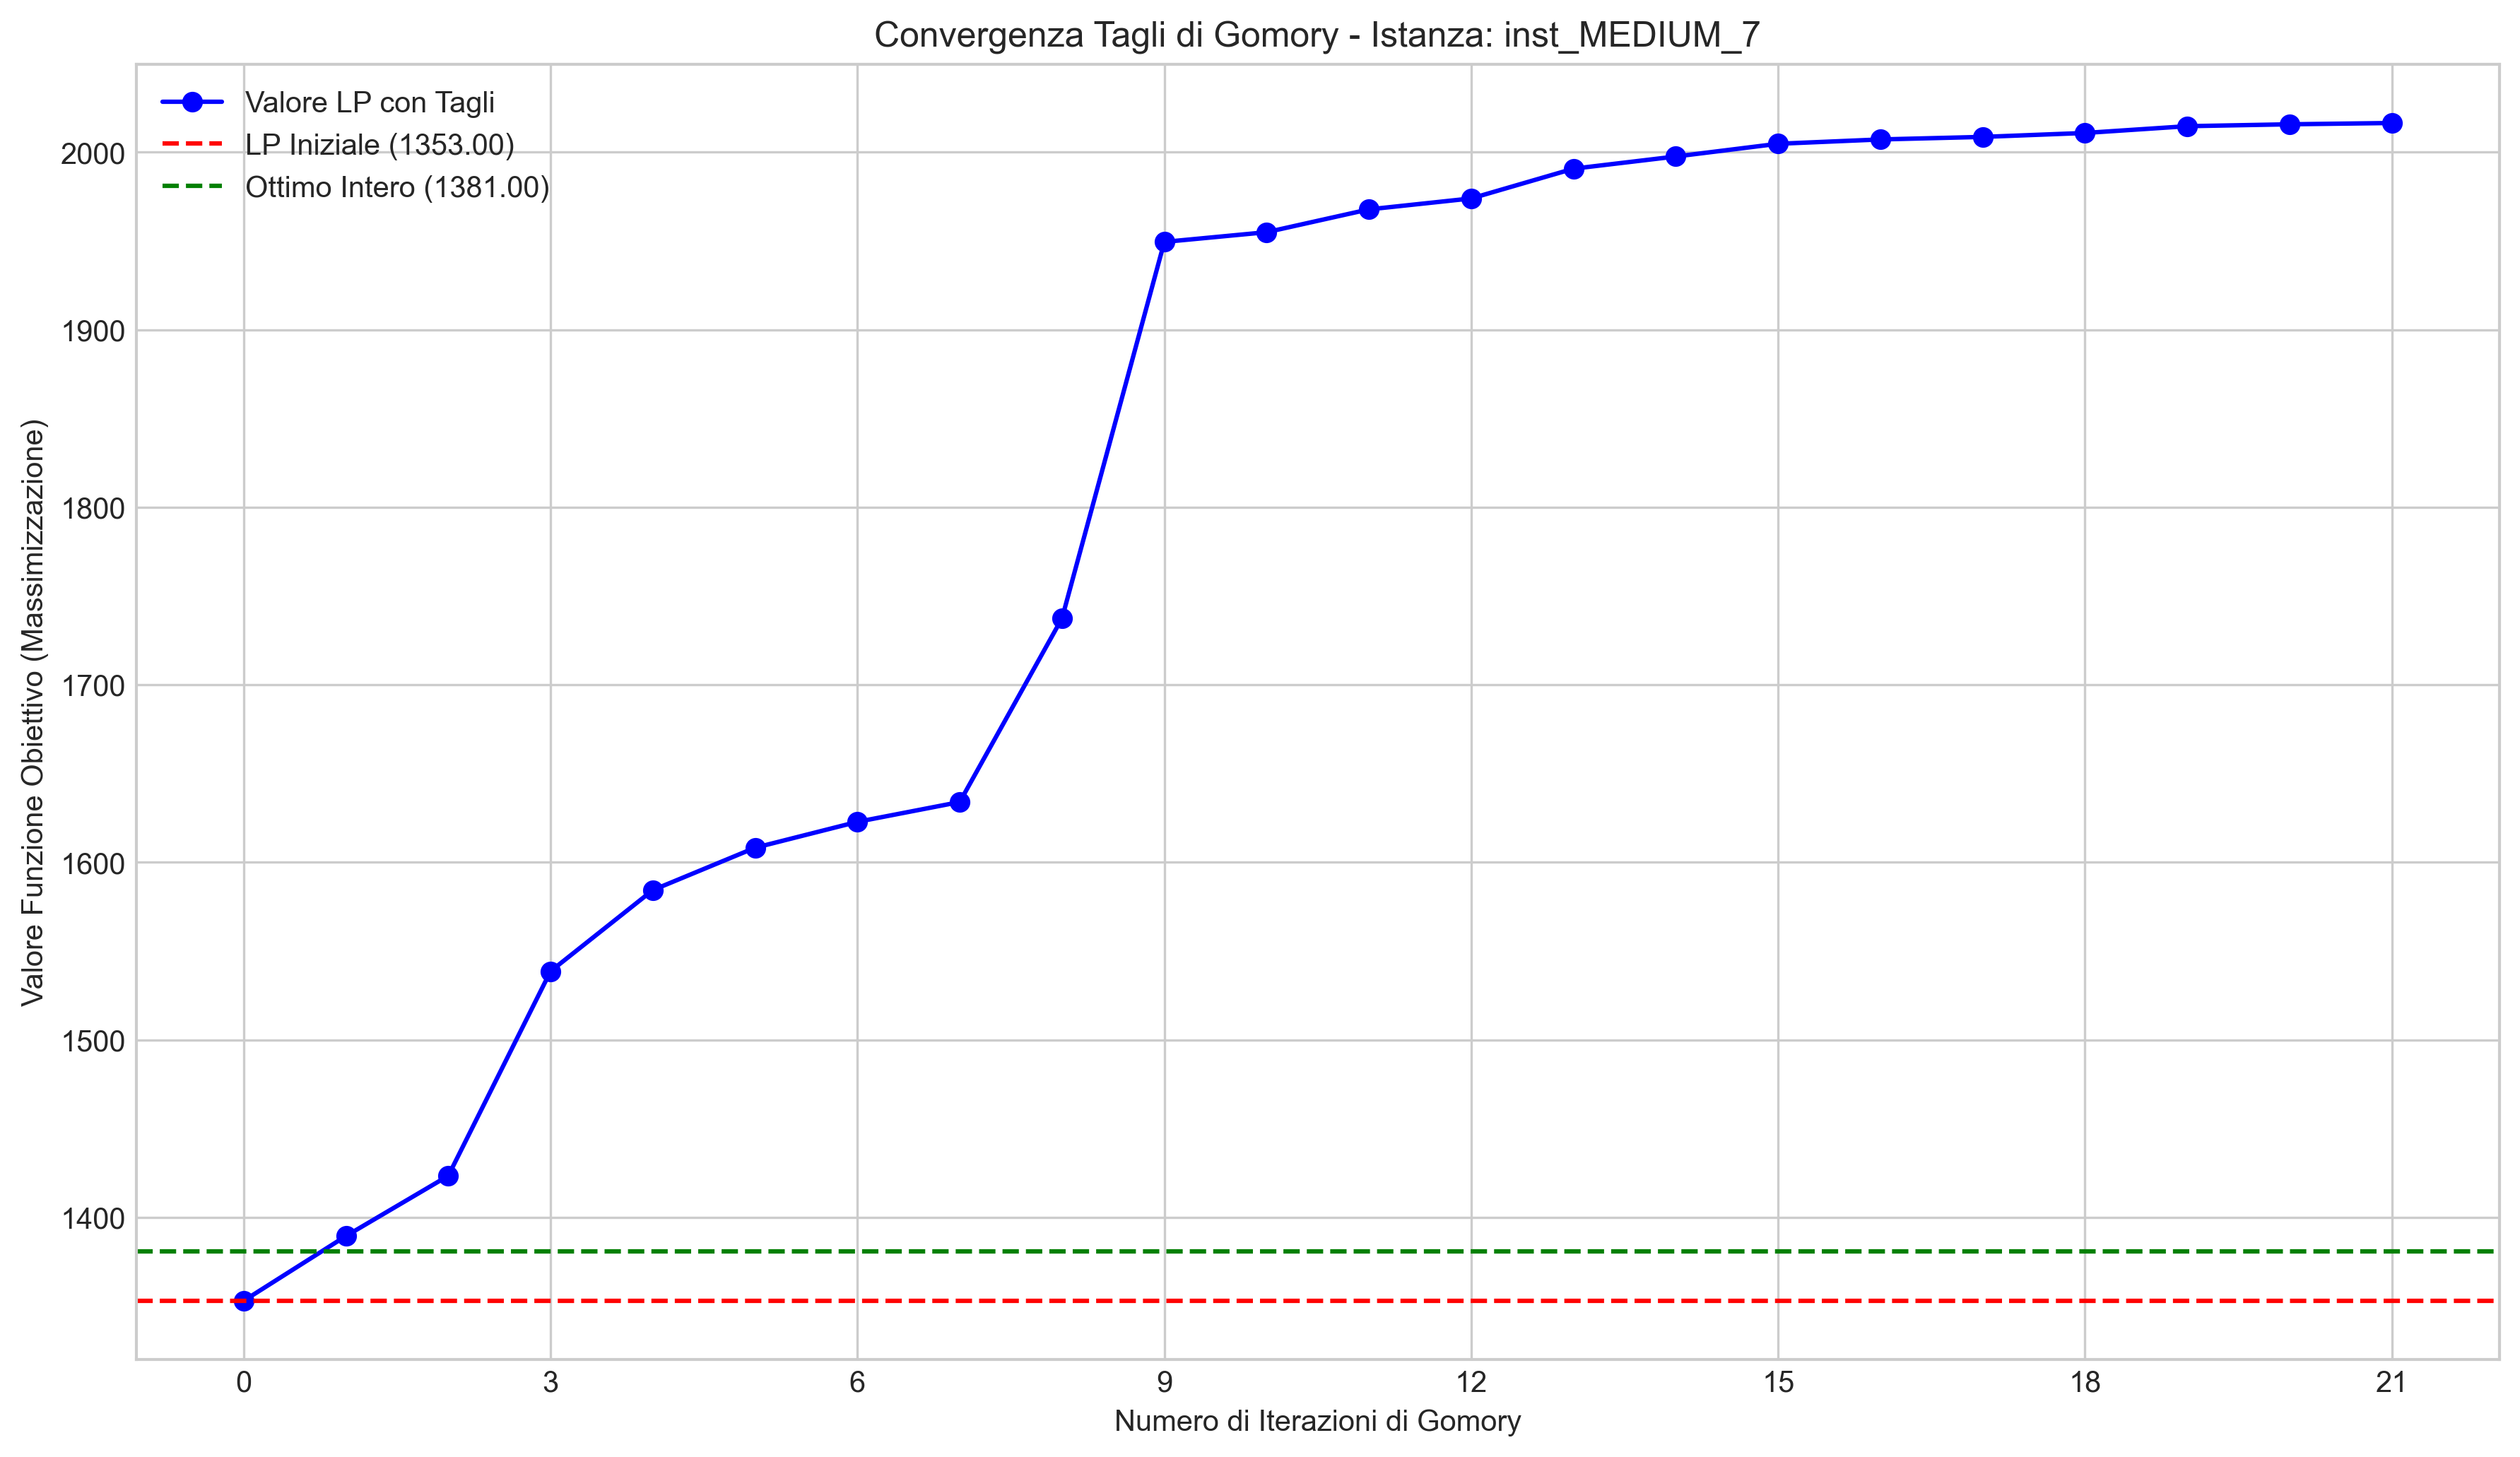 Convergenza Tagli di Gomory - Istanza: inst_MEDIUM_7
Valore LP con Tagli
LP Iniziale (1353.00)
Ottimo Intero (1381.00)
Valore Funzione Obiettivo (Massimizzazione)
2000
1900
1800
1700
1600
1500
1400
0 3 6 9 12 15 18 21
Numero di Iterazioni di Gomory